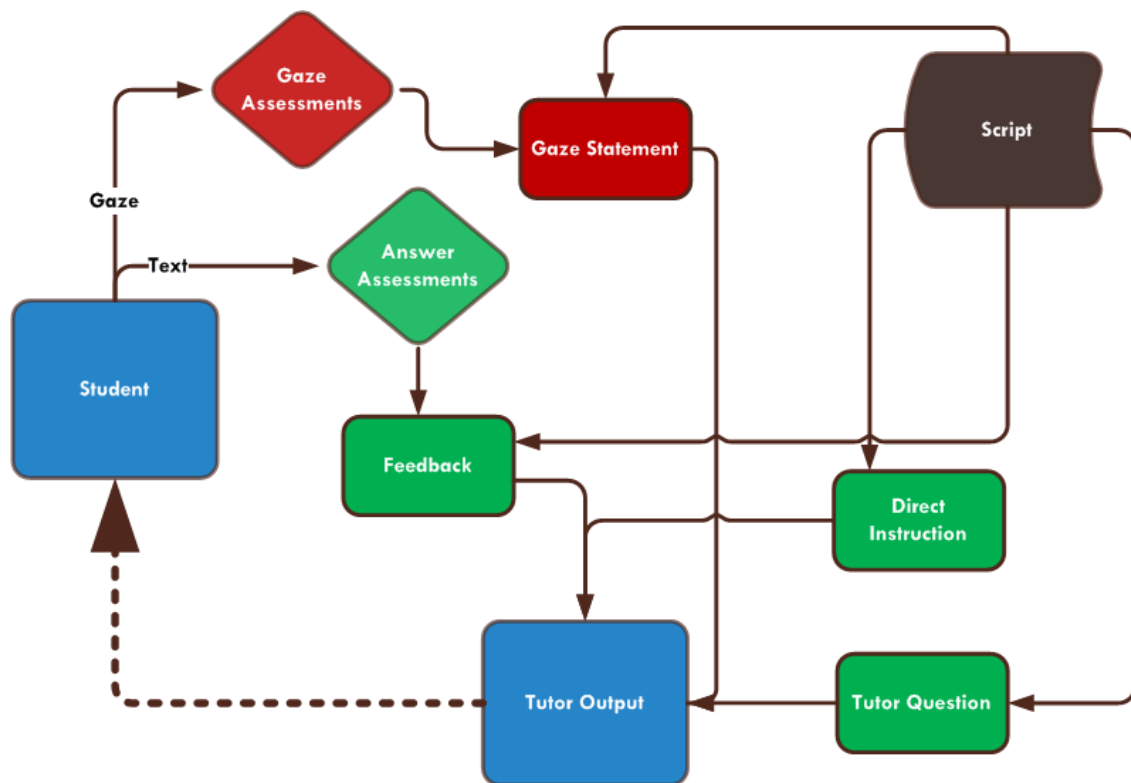 Gaze
Assessments
Gaze Statement
Script
Gaze
Text
Answer
Assessments
Student
Feedback
Direct
Instruction
Tutor Output
Tutor Question